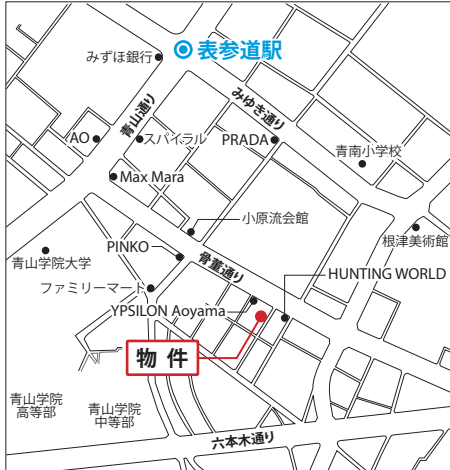 表参道駅
みずほ銀行
みゆき通り
青山通り
AO
スパイラル
PRADA
青南小学校
Max Mara
小原流会館
根津美術館
PINKO
骨董通り
青山学院大学
HUNTING WORLD
ファミリーマート
YPSILON Aoyama
物件
青山学院
高等部
青山学院
中等部
六本木通り